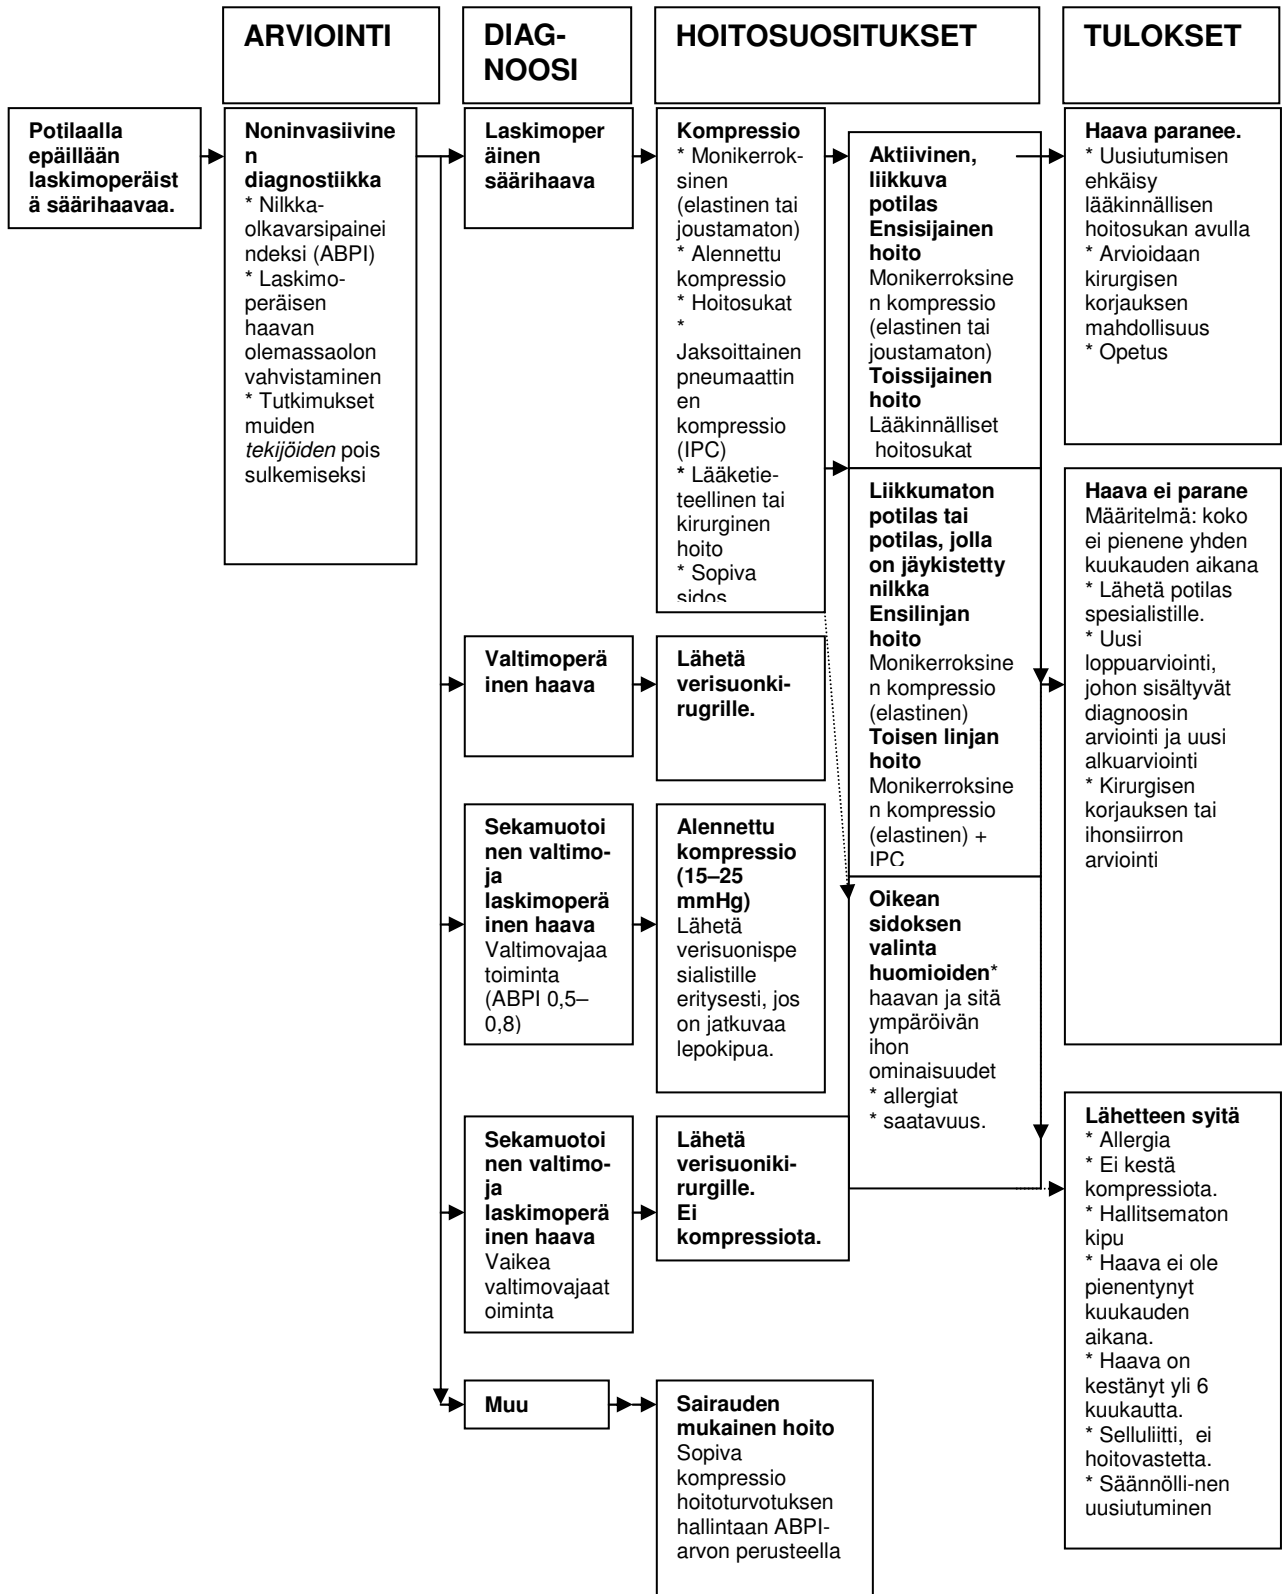 ARVIOINTI
DIAG-
NOOSI
HOITOSUOSITUKSET
TULOKSET
Potilaalla
epäillään
laskimoperäist
ä säärihaavaa.
Noninvasiivine
n
diagnostiikka
* Nilkka-
olkavarsipainei
ndeksi (ABPI)
* Laskimo-
peräisen
haavan
olemassaolon
vahvistaminen
* Tutkimukset
muiden
tekijöiden pois
sulkemiseksi
Laskimoper
äinen
säärihaava
Kompressio
* Monikerrok-
sinen
(elastinen tai
joustamaton)
* Alennettu
kompressio
* Hoitosukat
*
Jaksoittainen
pneumaattin
en
kompressio
(IPC)
* Lääketie-
teellinen tai
kirurginen
hoito
* Sopiva
sidos
Aktiivinen,
liikkuva
potilas
Ensisijainen
hoito
Monikerroksine
n kompressio
(elastinen tai
joustamaton)
Toissijainen
hoito
Lääkinnälliset
hoitosukat
Haava paranee.
* Uusiutumisen
ehkäisy
lääkinnällisen
hoitosukan avulla
* Arvioidaan
kirurgisen
korjauksen
mahdollisuus
* Opetus
Liikkumaton
potilas tai
potilas, jolla
on jäykistetty
nilkka
Ensilinjan
hoito
Monikerroksine
n kompressio
(elastinen)
Toisen linjan
hoito
Monikerroksine
n kompressio
(elastinen) +
IPC
Haava ei parane
Määritelmä: koko
ei pienene yhden
kuukauden aikana
* Lähetä potilas
spesialistille.
* Uusi
loppuarviointi,
johon sisältyvät
diagnoosin
arviointi ja uusi
alkuarviointi
* Kirurgisen
korjauksen tai
ihonsiirron
arviointi
Valtimoperä
inen haava
Lähetä
verisuonki-
rugrille.
Sekamuotoi
nen valtimo-
ja
laskimoperä
inen haava
Valtimovajaa
toiminta
(ABPI 0,5–
0,8)
Alennettu
kompressio
(15–25
mmHg)
Lähetä
verisuonispe
sialistille
eritysesti, jos
on jatkuvaa
lepokipua.
Oikean
sidoksen
valinta
huomioiden*
haavan ja sitä
ympäröivän
ihon
ominaisuudet
* allergiat
* saatavuus.
Sekamuotoi
nen valtimo-
ja
laskimoperä
inen haava
Vaikea
valtimovajaat
oiminta
Lähetä
verisuoniki-
rurgille.
Ei
kompressiota.
Lähetteen syitä
* Allergia
* Ei kestä
kompressiota.
* Hallitsematon
kipu
* Haava ei ole
pienentynyt
kuukauden
aikana.
* Haava on
kestänyt yli 6
kuukautta.
* Selluliitti, ei
hoitovastetta.
* Säännölli-nen
uusiutuminen
Muu
Sairauden
mukainen hoito
Sopiva
kompressio
hoitoturvotuksen
hallintaan ABPI-
arvon perusteella